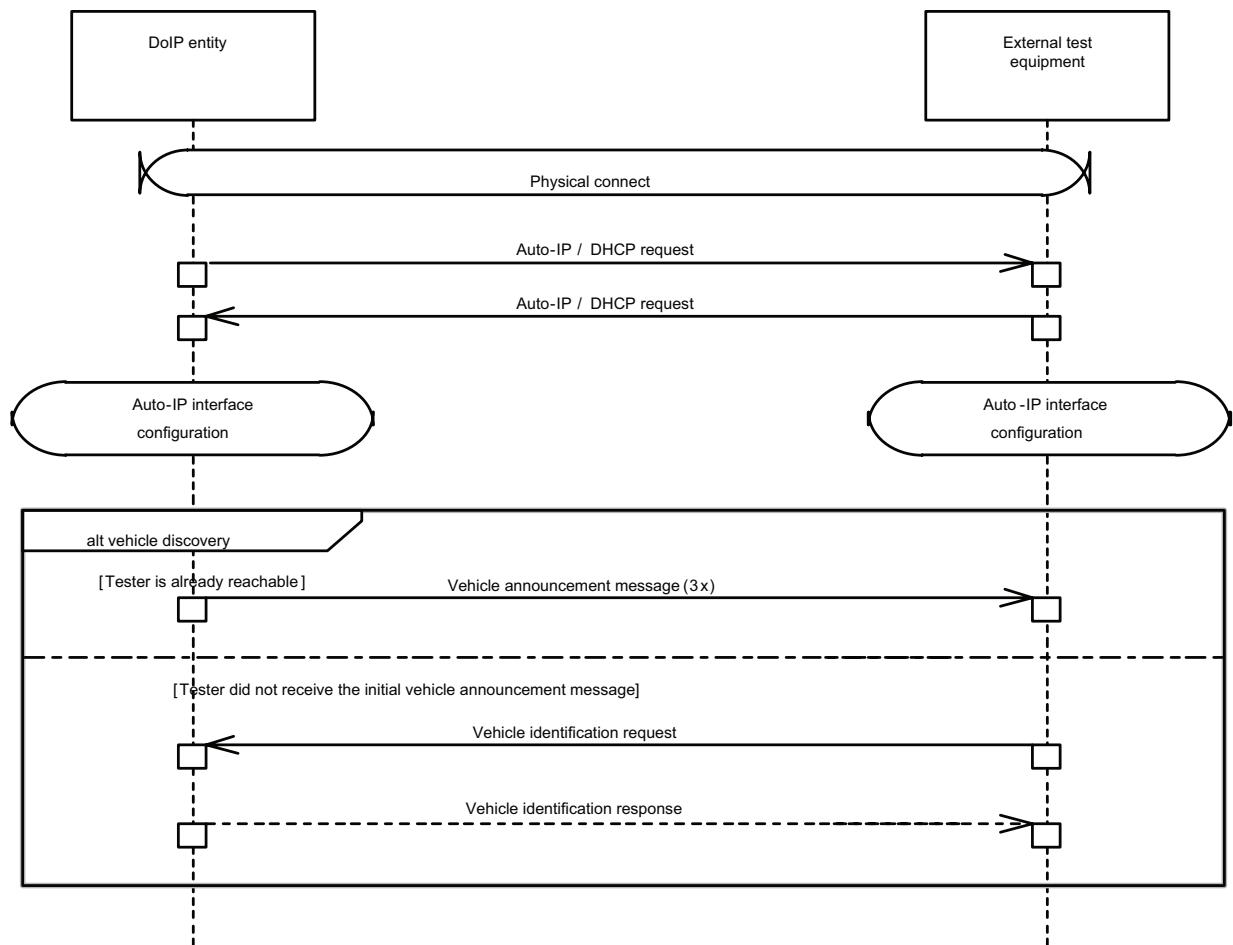 DoIP entity
External test
equipment
Physical connect
Auto-IP / DHCP request
Auto-IP / DHCP request
Auto-IP interface
configuration
Auto-IP interface
configuration
alt vehicle discovery
[Tester is already reachable]
Vehicle announcement message (3x)
[Tester did not receive the initial vehicle announcement message]
Vehicle identification request
Vehicle identification response